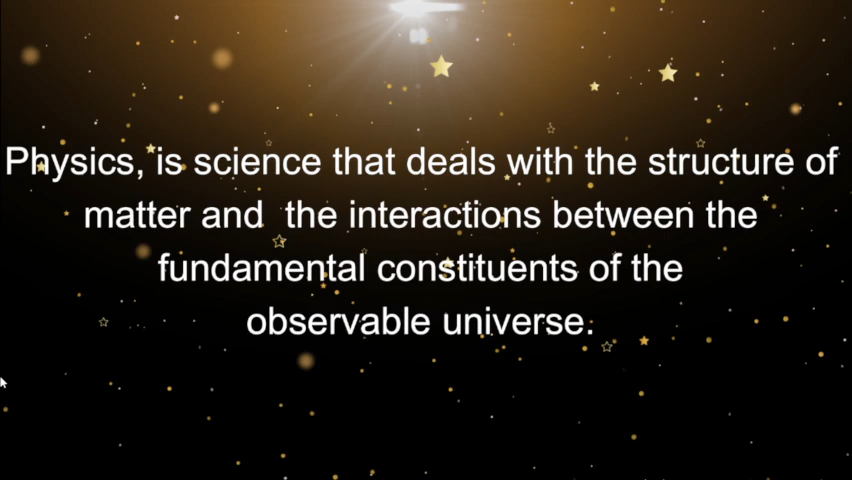 Physics, is science that deals with the structure of
matter and  the interactions between the
fundamental constituents of the
observable universe.